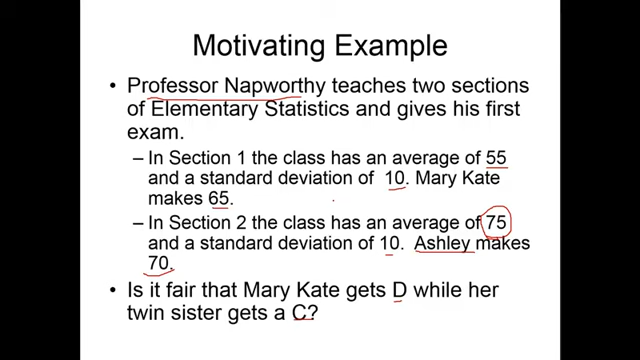 Motivating Example
• Professor Napworthy teaches two sections
of Elementary Statistics and gives his first
exam.
– In Section 1 the class has an average of 55
and a standard deviation of 10. Mary Kate
makes 65.
– In Section 2 the class has an average of 75
and a standard deviation of 10. Ashley makes
70.
• Is it fair that Mary Kate gets D while her
twin sister gets a C?